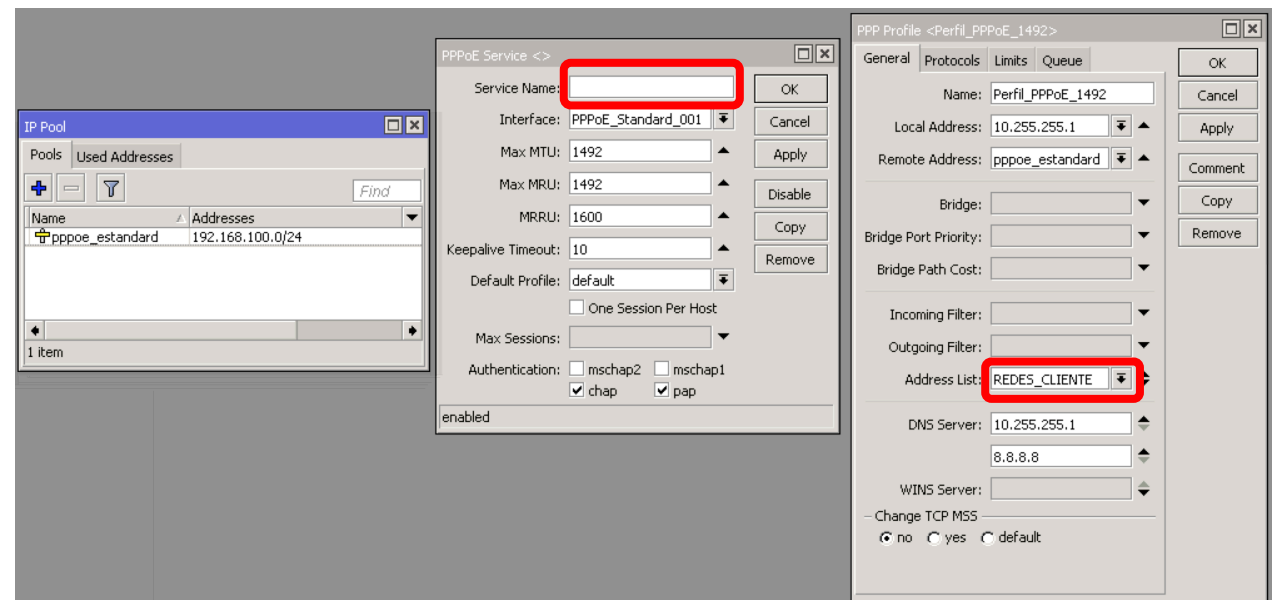 IP Pool
Pools Used Addresses
Find
Name Addresses
pppoe_estandard 192.168.100.0/24
1 item
PPPoE Service <>
Service Name:
Interface: PPPoE_Standard_001
Max MTU: 1492
Max MRU: 1492
MRRU: 1600
Keepalive Timeout: 10
Default Profile: default
One Session Per Host
Max Sessions:
Authentication: mschap2 mschap1
chap pap
enabled
OK
Cancel
Apply
Disable
Copy
Remove
PPP Profile <Perfil_PPPoE_1492>
General Protocols Limits Queue
Name: Perfil_PPPoE_1492
Local Address: 10.255.255.1
Remote Address: pppoe_estandard
Bridge:
Bridge Port Priority:
Bridge Path Cost:
Incoming Filter:
Outgoing Filter:
Address List: REDES_CLIENTE
DNS Server: 10.255.255.1
8.8.8.8
WINS Server:
Change TCP MSS
no yes default
OK
Cancel
Apply
Comment
Copy
Remove